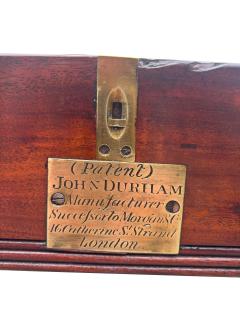 (Patent)
JOHN DURHAM
Manufacturer
Successor to Morgan & Co
16 Catherine St. Strand
London